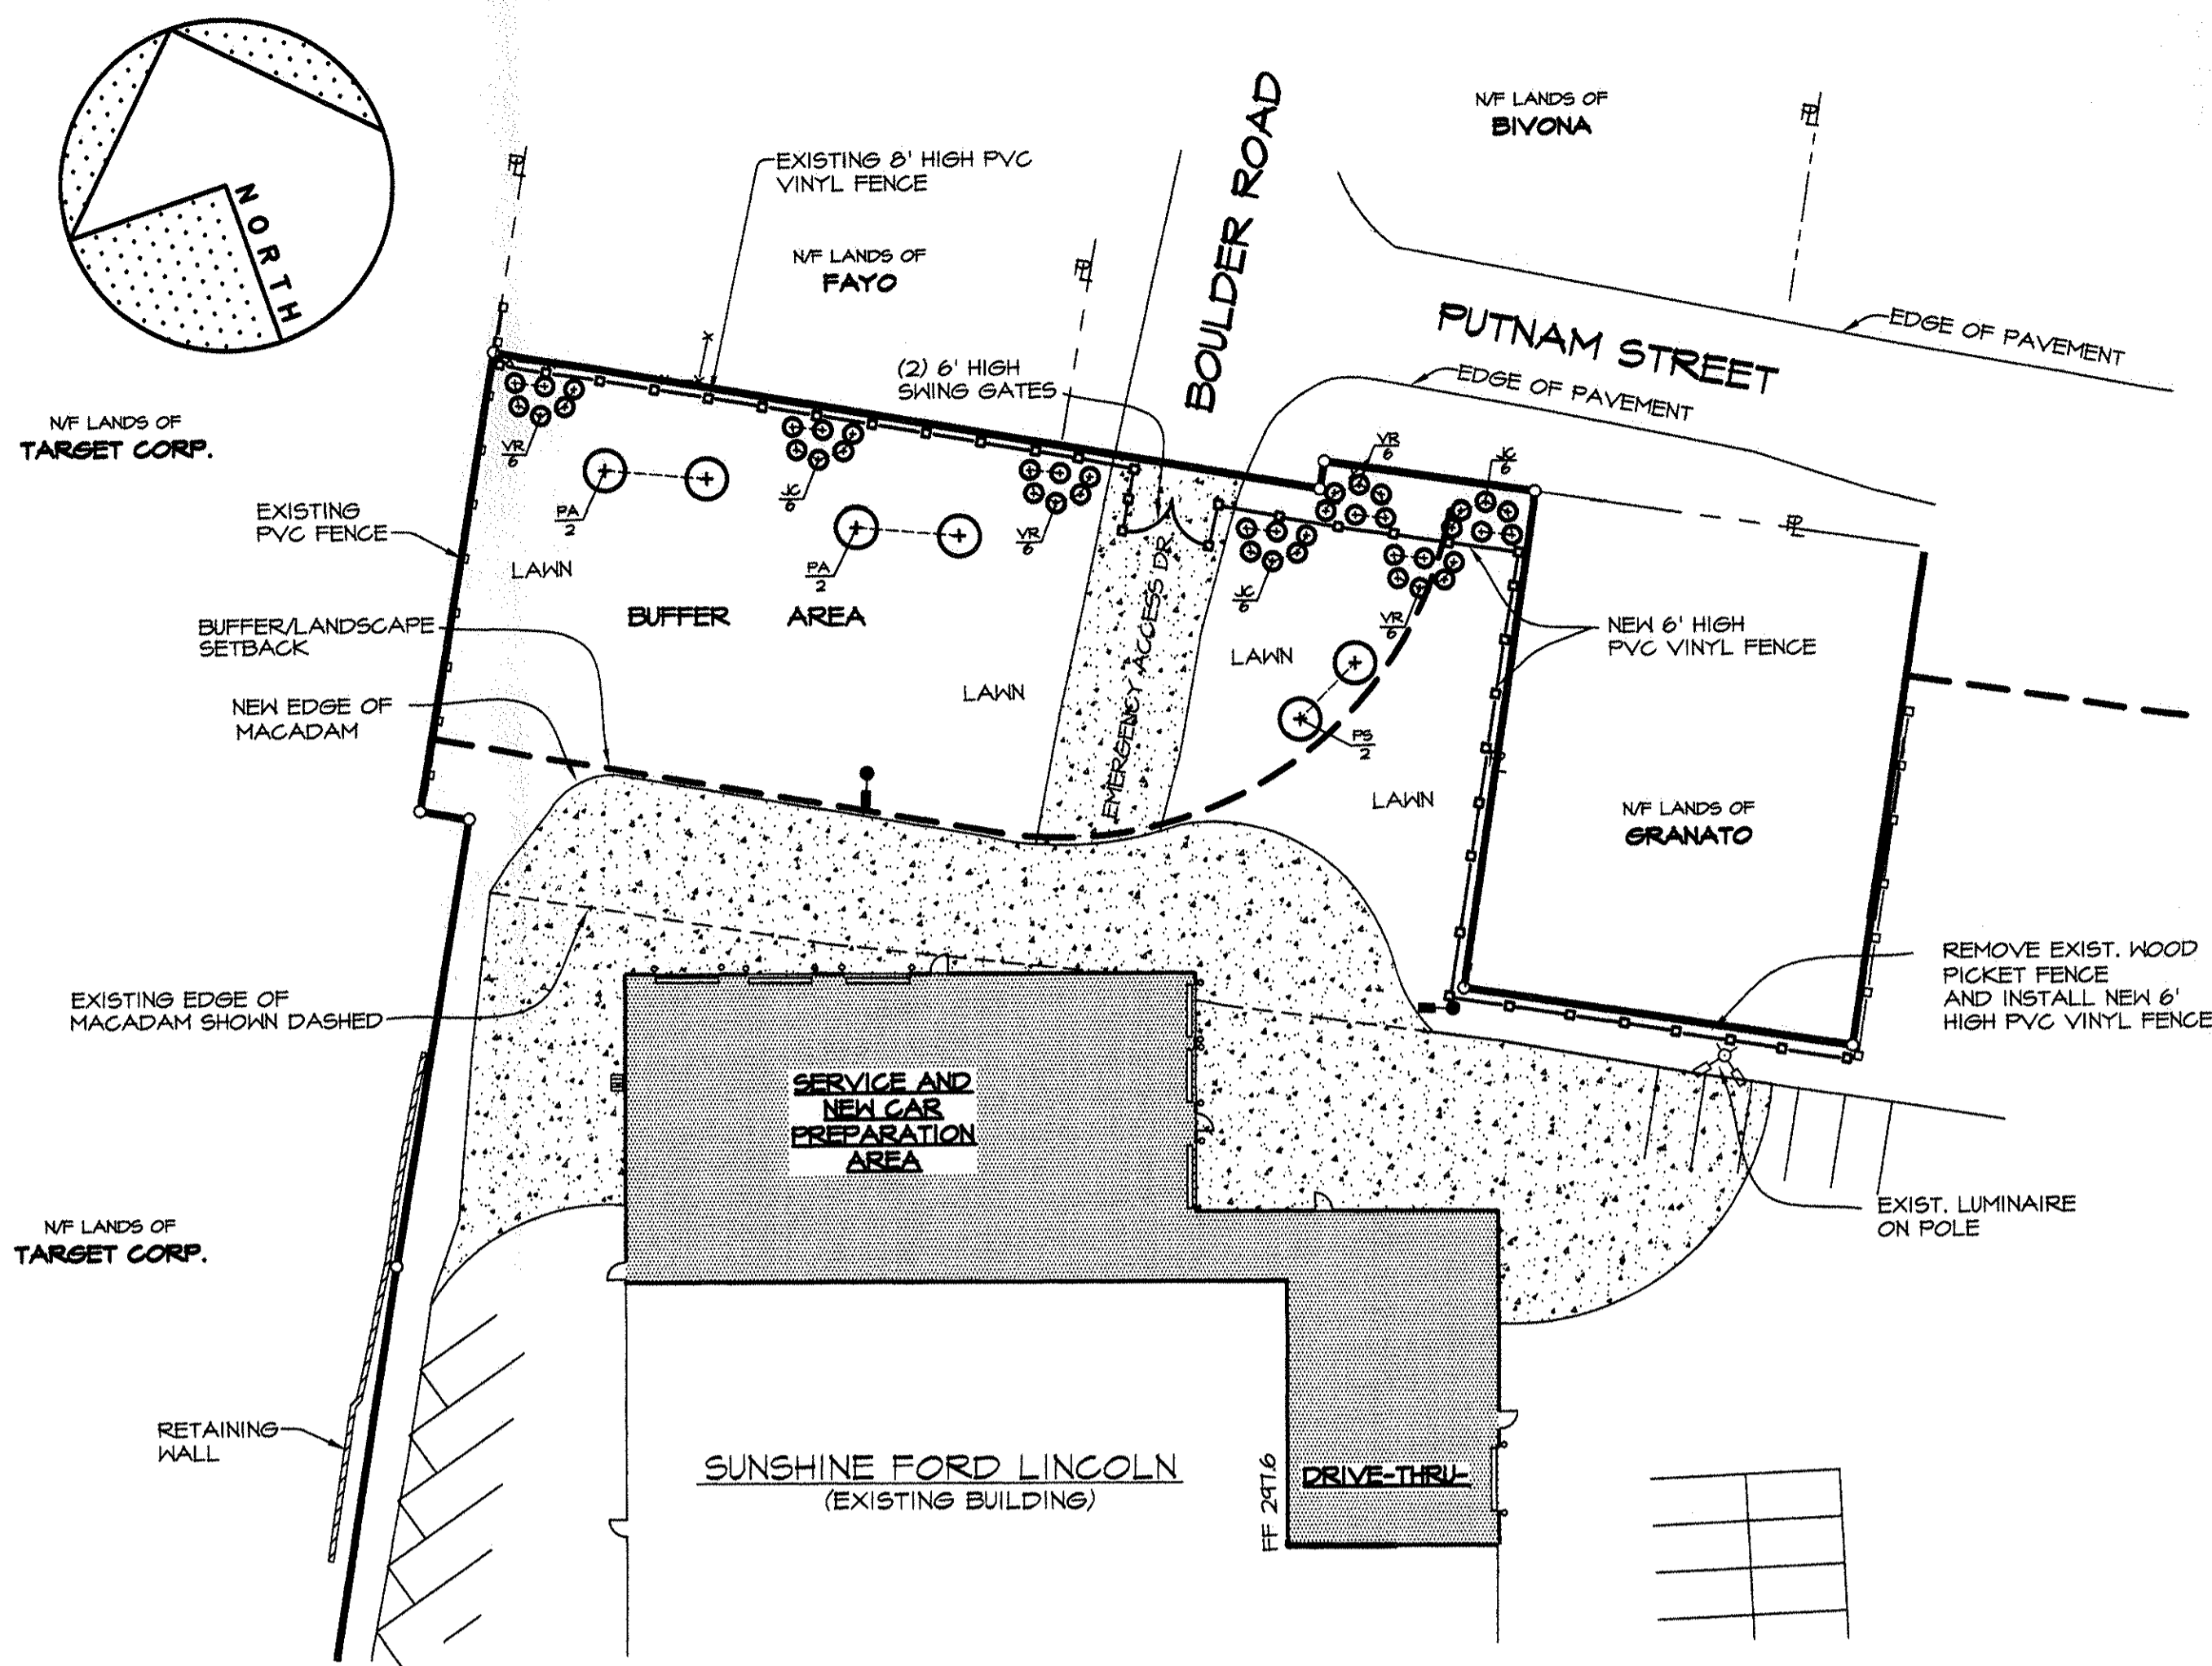 NORTH
N/F LANDS OF
BIVONA
EXISTING 8' HIGH PVC
VINYL FENCE
N/F LANDS OF
FAYO
BOULDER ROAD
PUTNAM STREET
EDGE OF PAVEMENT
EDGE OF PAVEMENT
(2) 6' HIGH
SWING GATES
N/F LANDS OF
TARGET CORP.
EXISTING
PVC FENCE
VR
6
PA
2
JC
6
PA
2
VR
6
JC
6
VR
6
JC
6
VR
6
PS
2
LAWN
BUFFER AREA
LAWN
LAWN
LAWN
EMERGENCY ACCESS DR.
BUFFER/LANDSCAPE
SETBACK
NEW EDGE OF
MACADAM
NEW 6' HIGH
PVC VINYL FENCE
N/F LANDS OF
GRANATO
REMOVE EXIST. WOOD
PICKET FENCE
AND INSTALL NEW 6'
HIGH PVC VINYL FENCE
EXISTING EDGE OF
MACADAM SHOWN DASHED
SERVICE AND
NEW CAR
PREPARATION
AREA
EXIST. LUMINAIRE
ON POLE
N/F LANDS OF
TARGET CORP.
RETAINING
WALL
SUNSHINE FORD LINCOLN
(EXISTING BUILDING)
FF 297.6
DRIVE-THRU-
PL
PL
PL
PL